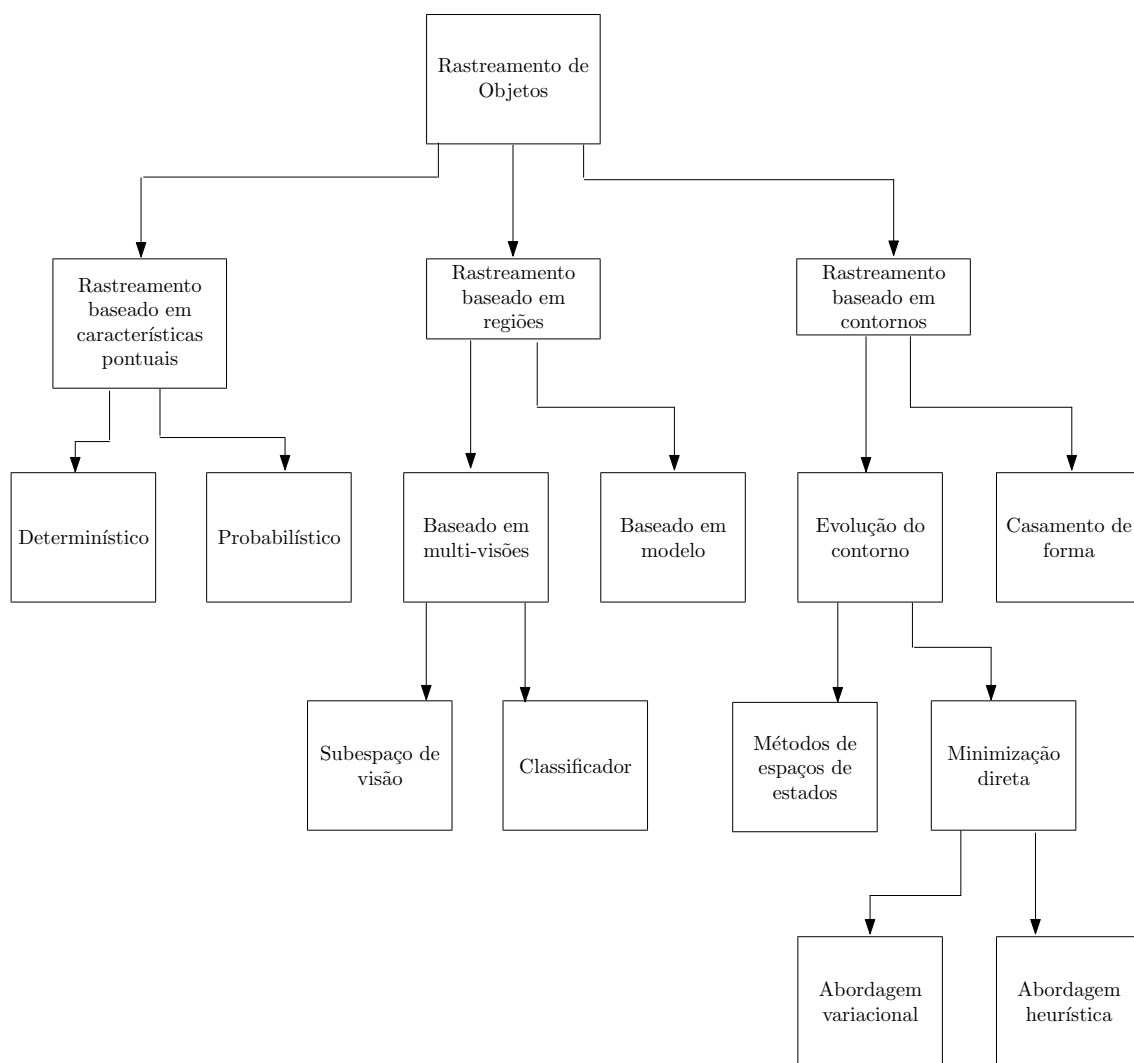 Rastreamento de
Objetos
Rastreamento
baseado em
características
pontuais
Rastreamento
baseado em
regiões
Rastreamento
baseado em
contornos
Determinístico
Probabilístico
Baseado em
multi-visões
Baseado em
modelo
Evolução do
contorno
Casamento de
forma
Subespaço de
visão
Classificador
Métodos de
espaços de
estados
Minimização
direta
Abordagem
variacional
Abordagem
heurística